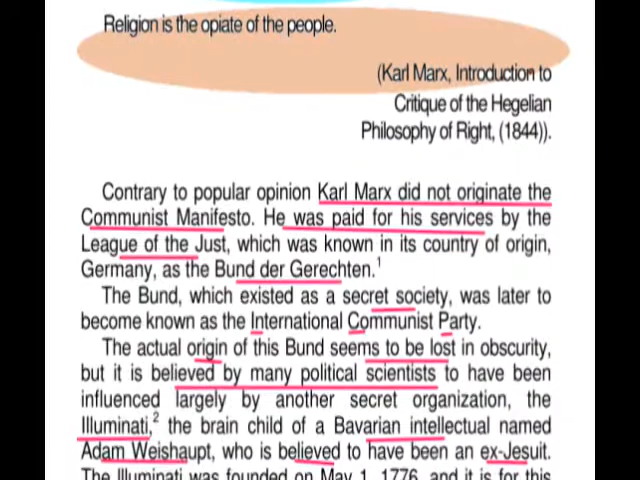 Religion is the opiate of the people.
(Karl Marx, Introduction to
Critique of the Hegelian
Philosophy of Right, (1844)).
Contrary to popular opinion Karl Marx did not originate the
Communist Manifesto. He was paid for his services by the
League of the Just, which was known in its country of origin,
Germany, as the Bund der Gerechten.1
The Bund, which existed as a secret society, was later to
become known as the International Communist Party.
The actual origin of this Bund seems to be lost in obscurity,
but it is believed by many political scientists to have been
influenced largely by another secret organization, the
Illuminati,2 the brain child of a Bavarian intellectual named
Adam Weishaupt, who is believed to have been an ex-Jesuit.
The Illuminati was founded on May 1, 1776, and it is for this